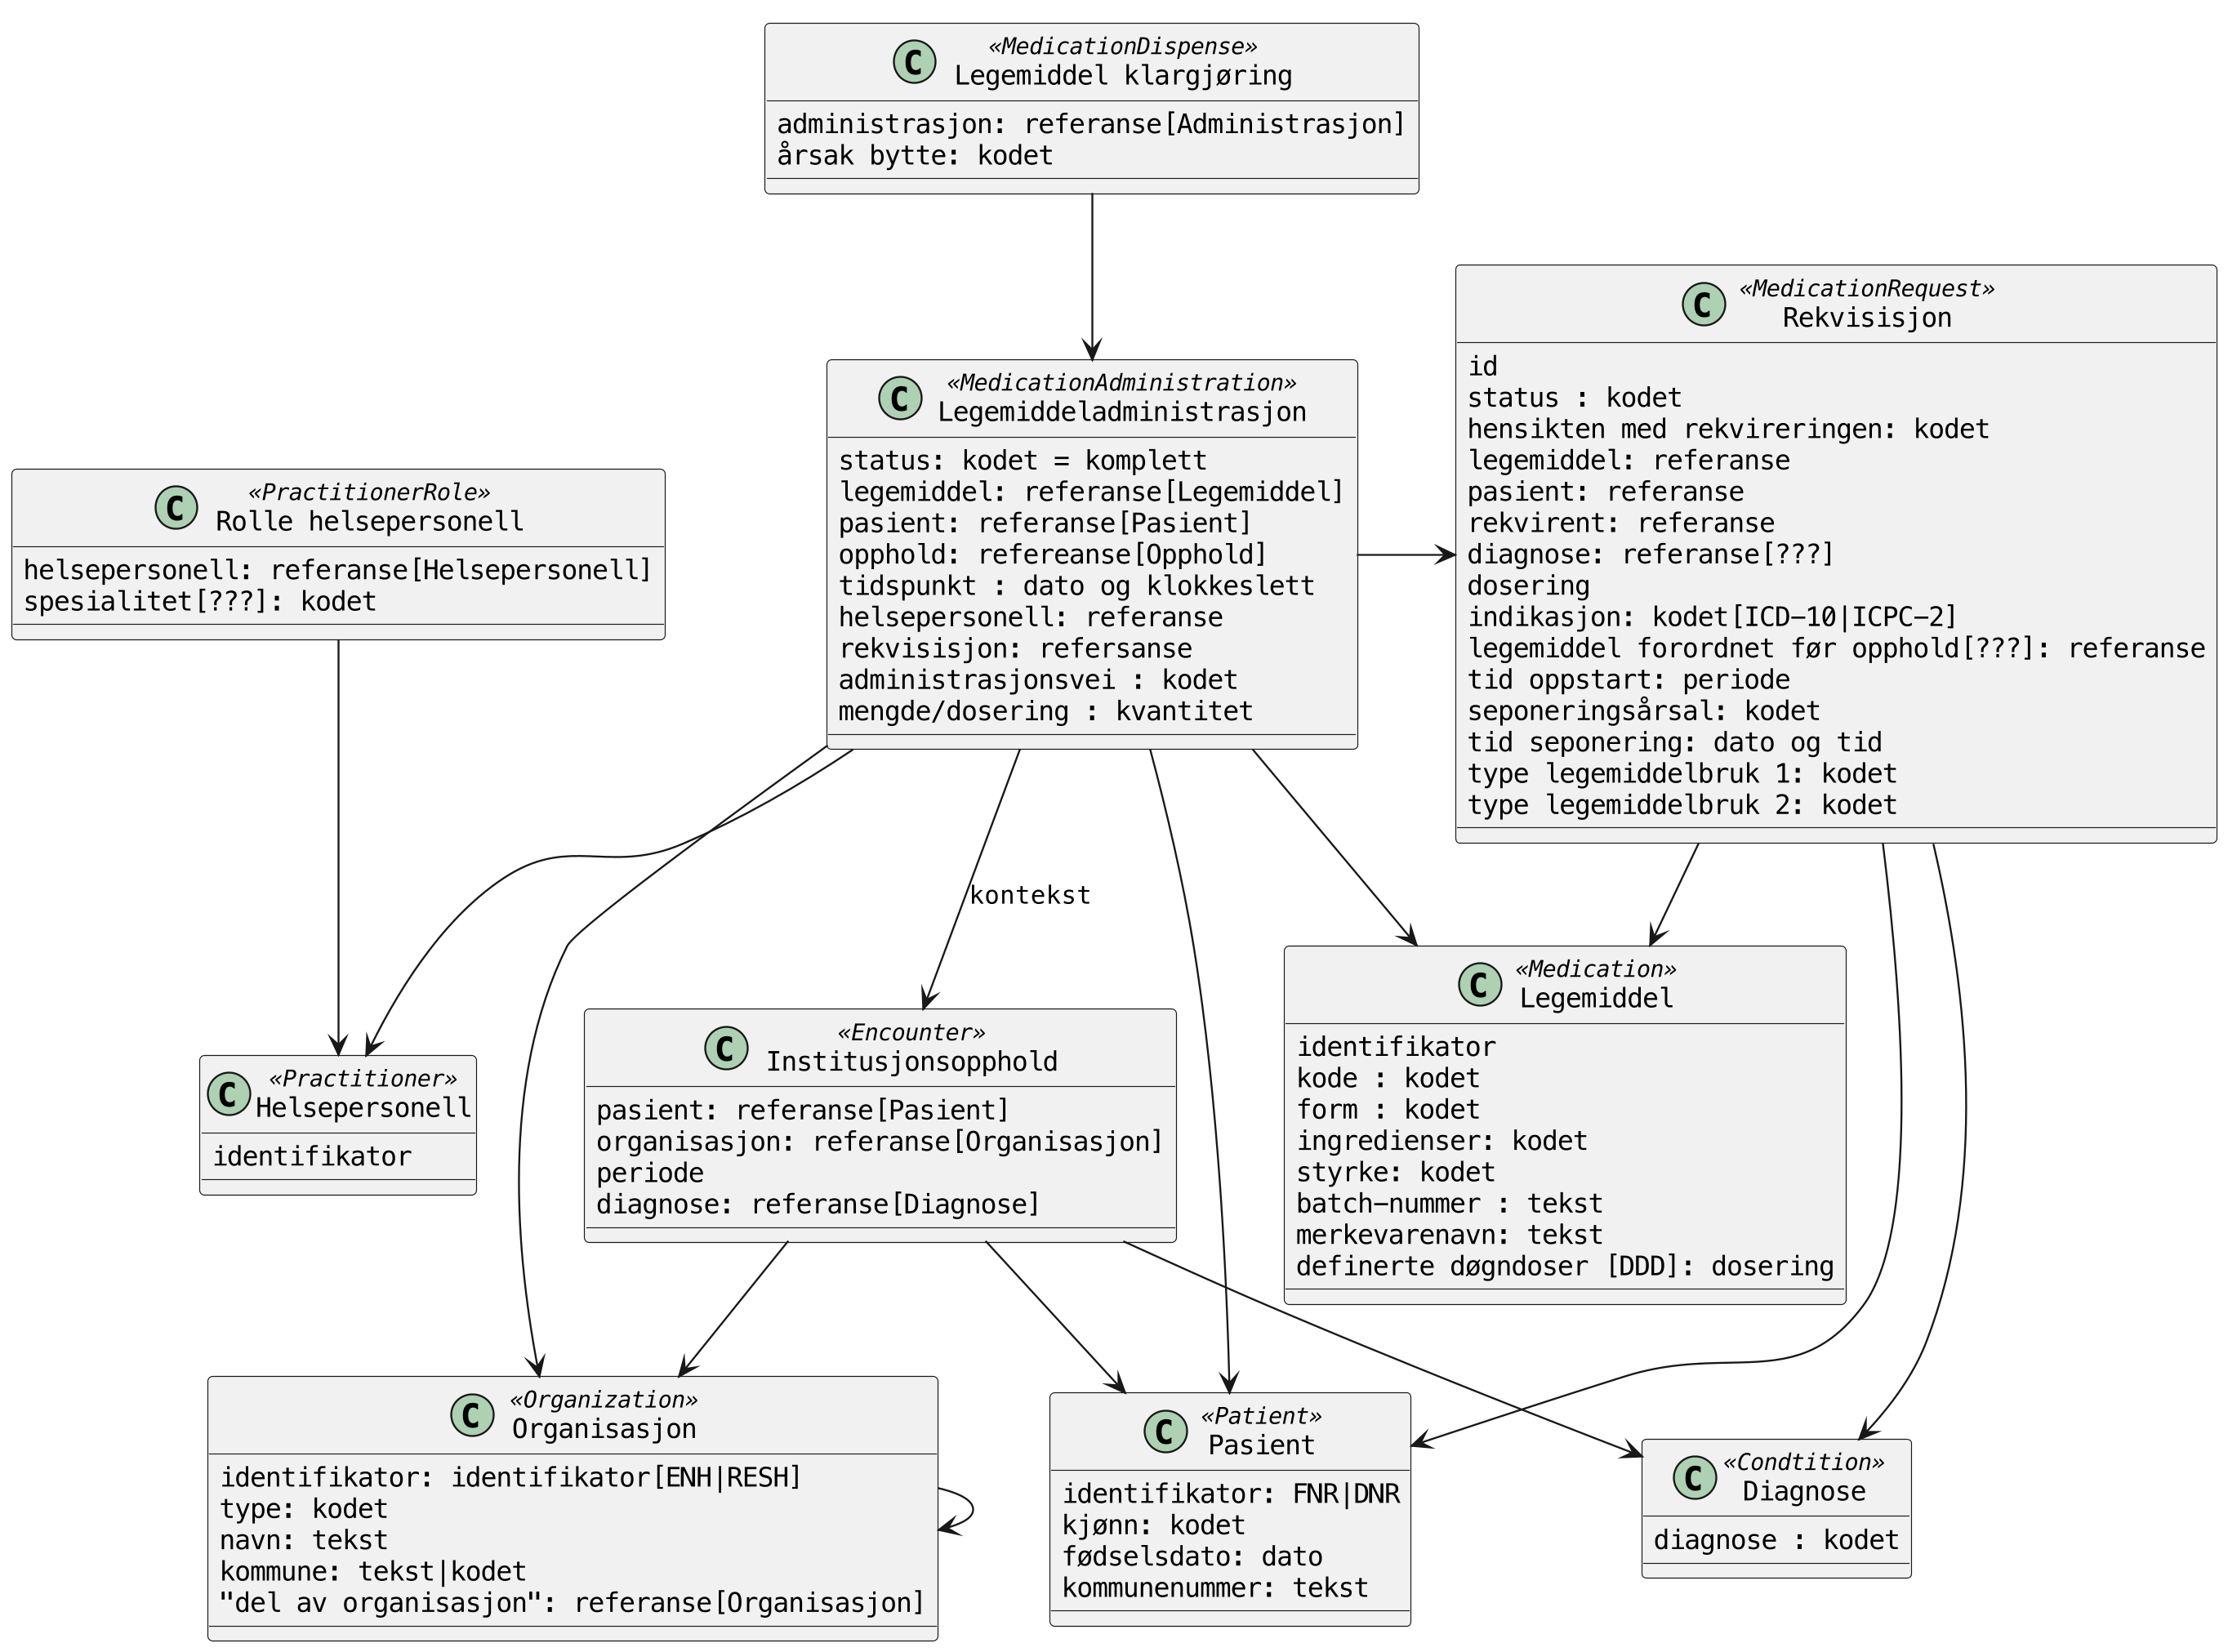 C
«MedicationDispense»
Legemiddel klargjøring
administrasjon: referanse[Administrasjon]
årsak bytte: kodet
C
«MedicationRequest»
Rekvisisjon
id
status : kodet
hensikten med rekvireringen: kodet
legemiddel: referanse
pasient: referanse
rekvirent: referanse
diagnose: referanse[???]
dosering
indikasjon: kodet[ICD-10|ICPC-2]
legemiddel forordnet før opphold[???]: referanse
tid oppstart: periode
seponeringsårsal: kodet
tid seponering: dato og tid
type legemiddelbruk 1: kodet
type legemiddelbruk 2: kodet
C
«MedicationAdministration»
Legemiddeladministrasjon
status: kodet = komplett
legemiddel: referanse[Legemiddel]
pasient: referanse[Pasient]
opphold: refereanse[Opphold]
tidspunkt : dato og klokkeslett
helsepersonell: referanse
rekvisisjon: refersanse
administrasjonsvei : kodet
mengde/dosering : kvantitet
C
«PractitionerRole»
Rolle helsepersonell
helsepersonell: referanse[Helsepersonell]
spesialitet[???]: kodet
kontekst
C
«Medication»
Legemiddel
identifikator
kode : kodet
form : kodet
ingredienser: kodet
styrke: kodet
batch-nummer : tekst
merkevarenavn: tekst
definerte døgndoser [DDD]: dosering
C
«Encounter»
Institusjonsopphold
pasient: referanse[Pasient]
organisasjon: referanse[Organisasjon]
periode
diagnose: referanse[Diagnose]
C
«Practitioner»
Helsepersonell
identifikator
C
«Organization»
Organisasjon
identifikator: identifikator[ENH|RESH]
type: kodet
navn: tekst
kommune: tekst|kodet
"del av organisasjon": referanse[Organisasjon]
C
«Patient»
Pasient
identifikator: FNR|DNR
kjønn: kodet
fødselsdato: dato
kommunenummer: tekst
C
«Condtition»
Diagnose
diagnose : kodet